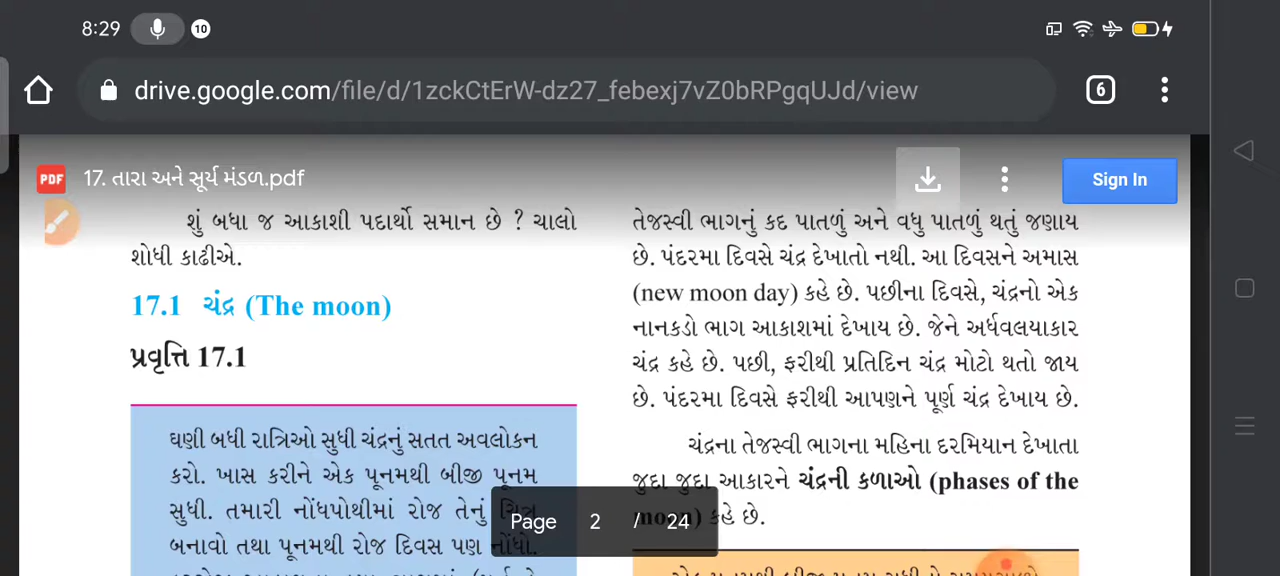 8:29
10
drive.google.com/file/d/1zckCtErW-dz27_febexj7vZ0bRPgqUJd/view
6
PDF
17. તારા અને સૂર્ય મંડળ.pdf
Sign In
શું બધા જ આકાશી પદાર્થો સમાન છે ? ચાલો
શોધી કાઢીએ.
17.1 ચંદ્ર (The moon)
પ્રવૃત્તિ 17.1
ઘણી બધી રાત્રિઓ સુધી ચંદ્રનું સતત અવલોકન
કરો. ખાસ કરીને એક પૂનમથી બીજી પૂનમ
સુધી. તમારી નોંધપોથીમાં રોજ તેનું ચિત્ર
બનાવો તથા પૂનમથી રોજ દિવસ પણ નોંધો.
તેજસ્વી ભાગનું કદ પાતળું અને વધુ પાતળું થતું જણાય
છે. પંદરમા દિવસે ચંદ્ર દેખાતો નથી. આ દિવસને અમાસ
(new moon day) કહે છે. પછીના દિવસે, ચંદ્રનો એક
નાનકડો ભાગ આકાશમાં દેખાય છે. જેને અર્ધવલયાકાર
ચંદ્ર કહે છે. પછી, ફરીથી પ્રતિદિન ચંદ્ર મોટો થતો જાય
છે. પંદરમા દિવસે ફરીથી આપણને પૂર્ણ ચંદ્ર દેખાય છે.
ચંદ્રના તેજસ્વી ભાગના મહિના દરમિયાન દેખાતા
જુદા જુદા આકારને ચંદ્રની કળાઓ (phases of the
moon) કહે છે.
Page 2 / 24